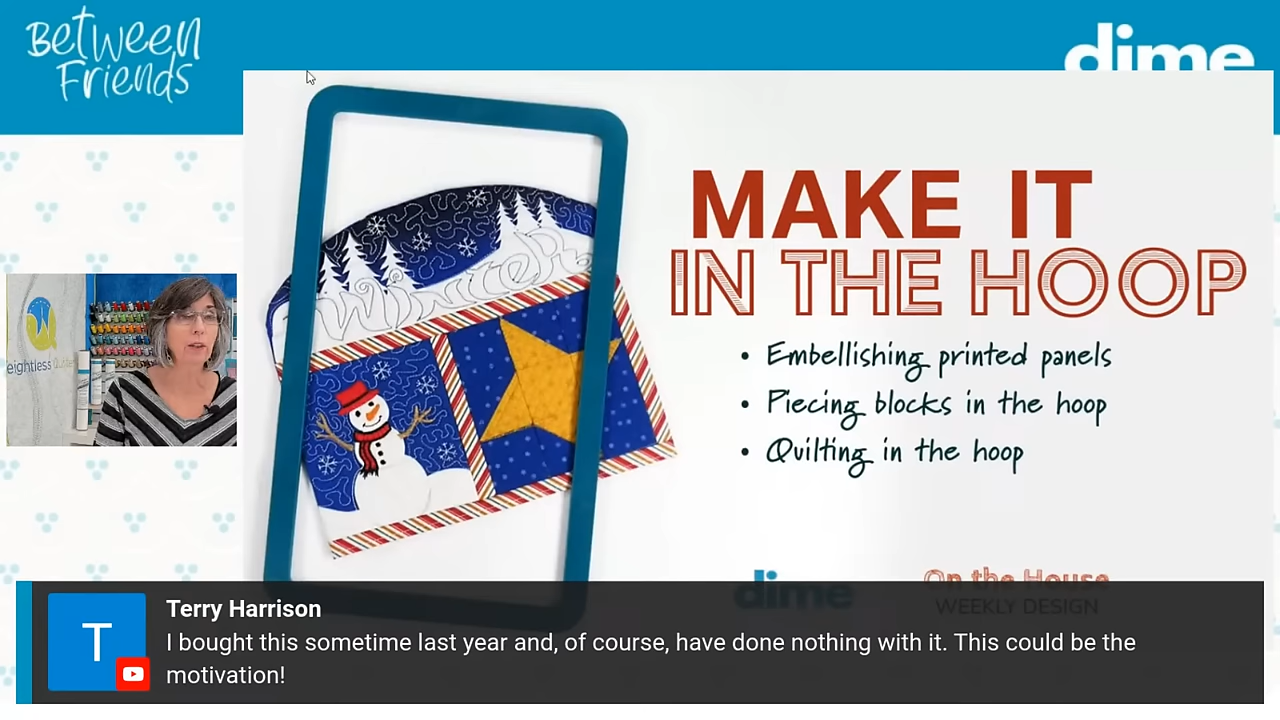 Between
Friends
dime
MAKE IT
IN THE HOOP
• Embellishing printed panels
• Piecing blocks in the hoop
• Quilting in the hoop
eightless Quilter
dime
On the House
WEEKLY DESIGN
T
Terry Harrison
I bought this sometime last year and, of course, have done nothing with it. This could be the
motivation!